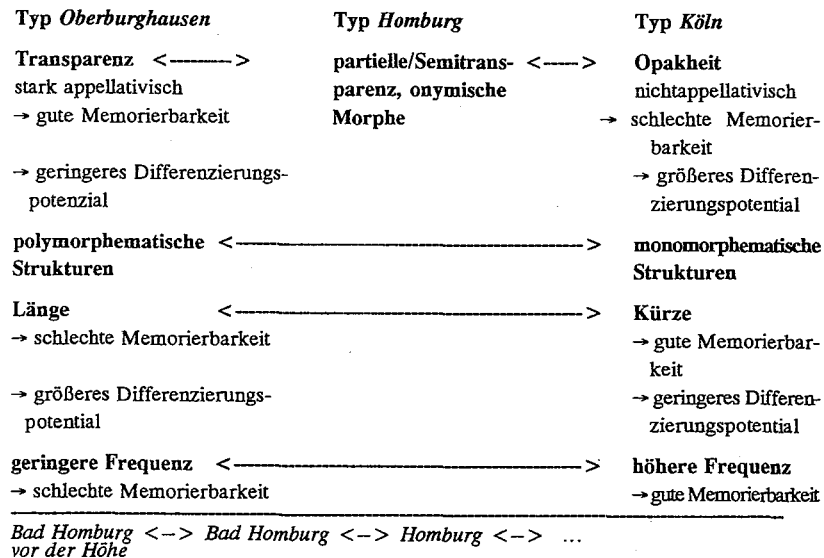 Typ Oberburghausen Typ Homburg Typ Köln
Transparenz <-------> partielle/Semitrans- <-----> Opakheit
stark appellativisch parenz, onymische nichtappellativisch
→ gute Memorierbarkeit Morphe → schlechte Memorier-
barkeit
→ geringeres Differenzierungs- → größeres Differen-
potenzial zierungspotential
polymorphematische <--------------------------------------> monomorphematische
Strukturen Strukturen
Länge <--------------------------------------> Kürze
→ schlechte Memorierbarkeit → gute Memorierbar-
keit
→ größeres Differenzierungs- → geringeres Differen-
potential zierungspotential
geringere Frequenz <--------------------------------------> höhere Frequenz
→ schlechte Memorierbarkeit → gute Memorierbarkeit
Bad Homburg <--> Bad Homburg <--> Homburg <--> ...
vor der Höhe